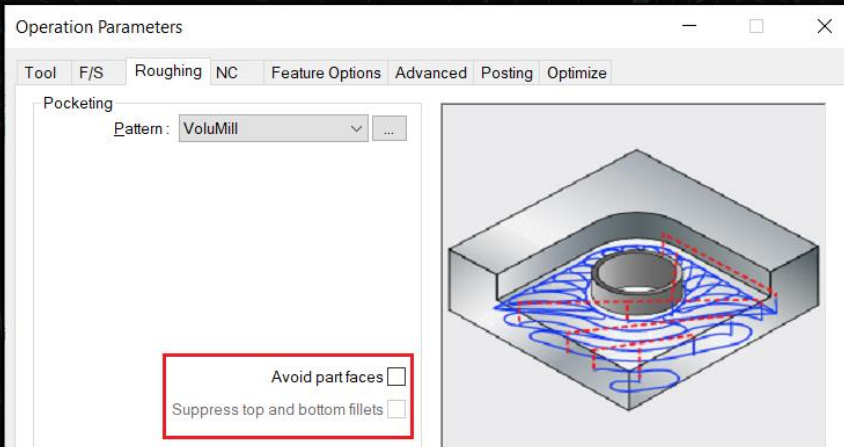 Operation Parameters
Tool F/S Roughing NC Feature Options Advanced Posting Optimize
Pocketing
Pattern : VoluMill ...
Avoid part faces
Suppress top and bottom fillets